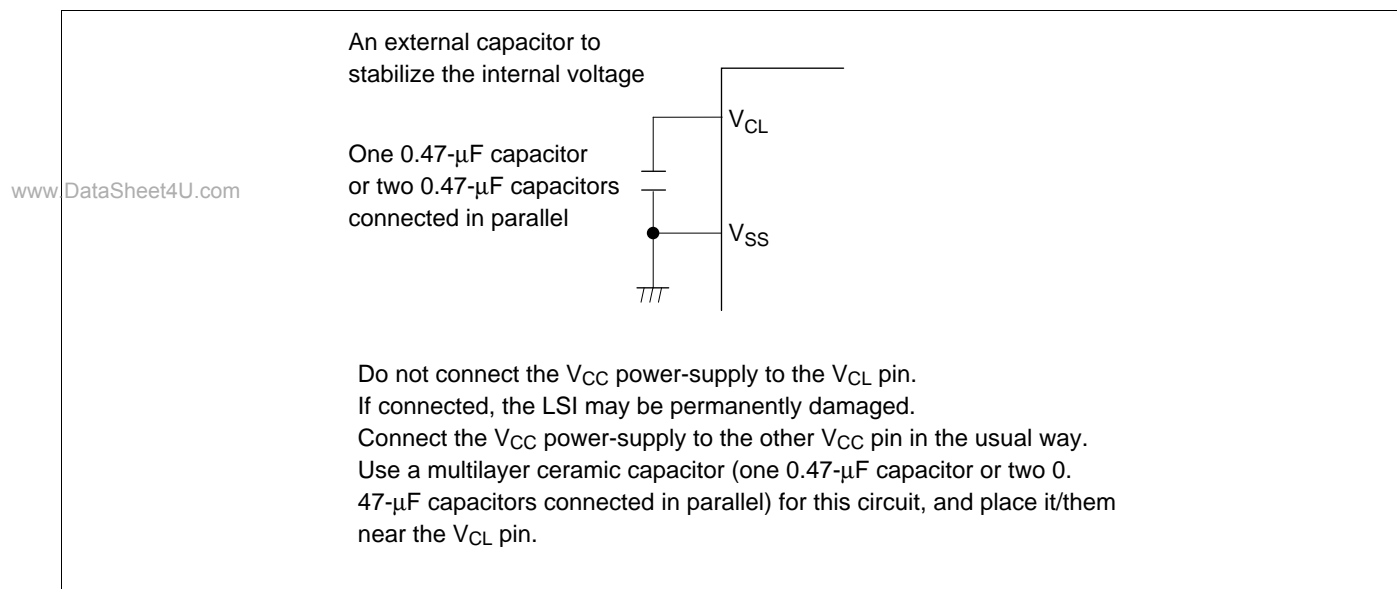 An external capacitor to
stabilize the internal voltage
VCL
One 0.47-μF capacitor
or two 0.47-μF capacitors
connected in parallel
www.DataSheet4U.com
VSS
Do not connect the VCC power-supply to the VCL pin.
If connected, the LSI may be permanently damaged.
Connect the VCC power-supply to the other VCC pin in the usual way.
Use a multilayer ceramic capacitor (one 0.47-μF capacitor or two 0.
47-μF capacitors connected in parallel) for this circuit, and place it/them
near the VCL pin.